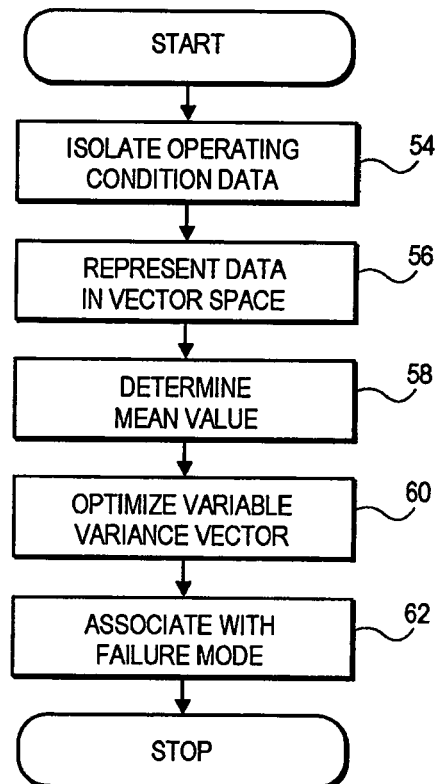 START
ISOLATE OPERATING
CONDITION DATA
54
REPRESENT DATA
IN VECTOR SPACE
56
DETERMINE
MEAN VALUE
58
OPTIMIZE VARIABLE
VARIANCE VECTOR
60
ASSOCIATE WITH
FAILURE MODE
62
STOP